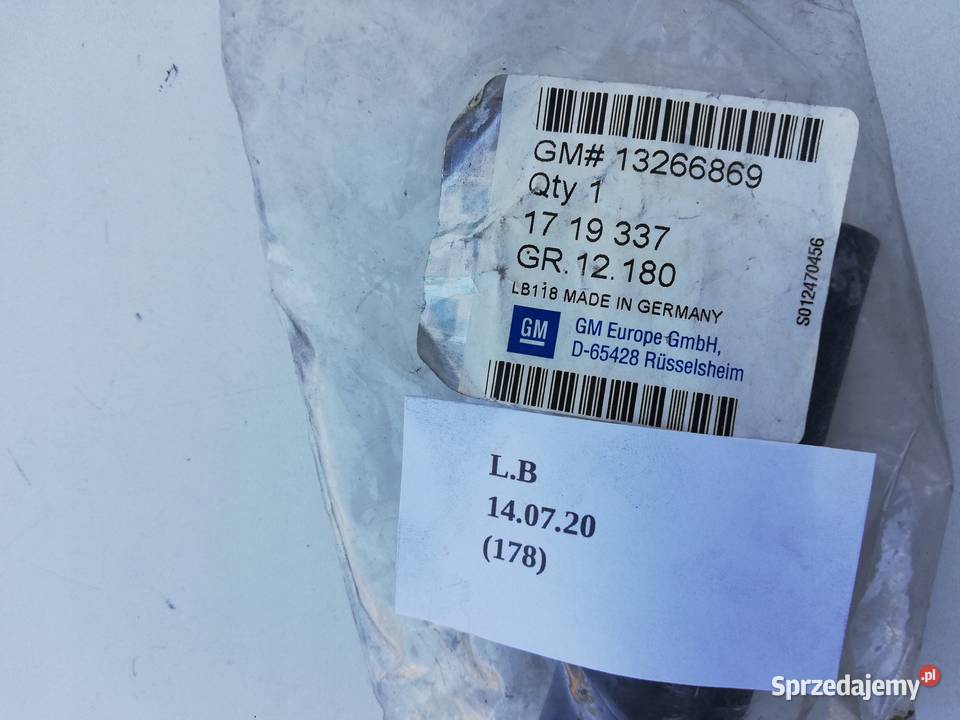 GM# 13266869
Qty 1
17 19 337
GR.12.180
LB118 MADE IN GERMANY
GM
GM Europe GmbH,
D-65428 Rüsselsheim
S012470456
L.B
14.07.20
(178)
Sprzedajemy.pl